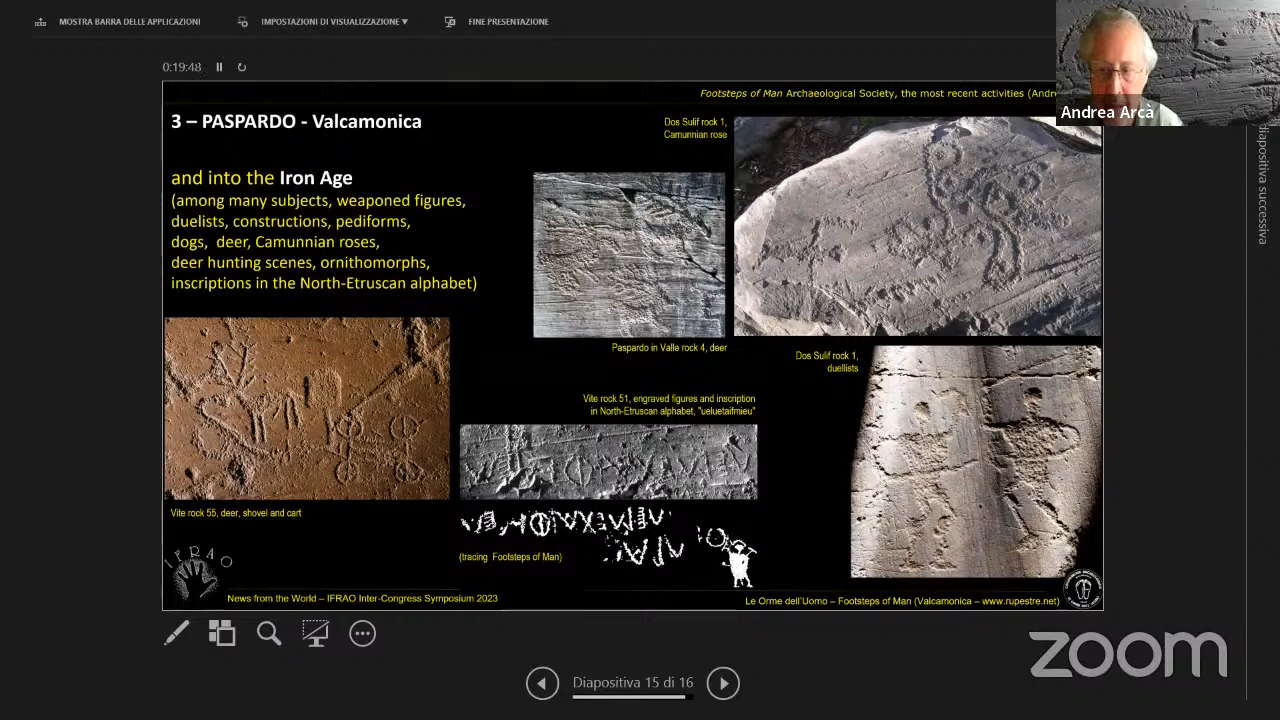 MOSTRA BARRA DELLE APPLICAZIONI
IMPOSTAZIONI DI VISUALIZZAZIONE ▼
FINE PRESENTAZIONE
0:19:48
Andrea Arcà
Footsteps of Man Archaeological Society, the most recent activities (Andre
diapositiva successiva
3 – PASPARDO - Valcamonica
and into the Iron Age
(among many subjects, weaponed figures,
duelists, constructions, pediforms,
dogs, deer, Camunnian roses,
deer hunting scenes, ornithomorphs,
inscriptions in the North-Etruscan alphabet)
Dos Sulif rock 1,
Camunnian rose
Paspardo in Valle rock 4, deer
Dos Sulif rock 1,
duellists
Vite rock 51, engraved figures and inscription
in North-Etruscan alphabet, "ueluetaifmieu"
Vite rock 55, deer, shovel and cart
(tracing Footsteps of Man)
IFRAO
News from the World – IFRAO Inter-Congress Symposium 2023
Le Orme dell'Uomo – Footsteps of Man (Valcamonica – www.rupestre.net)
Diapositiva 15 di 16
zoom